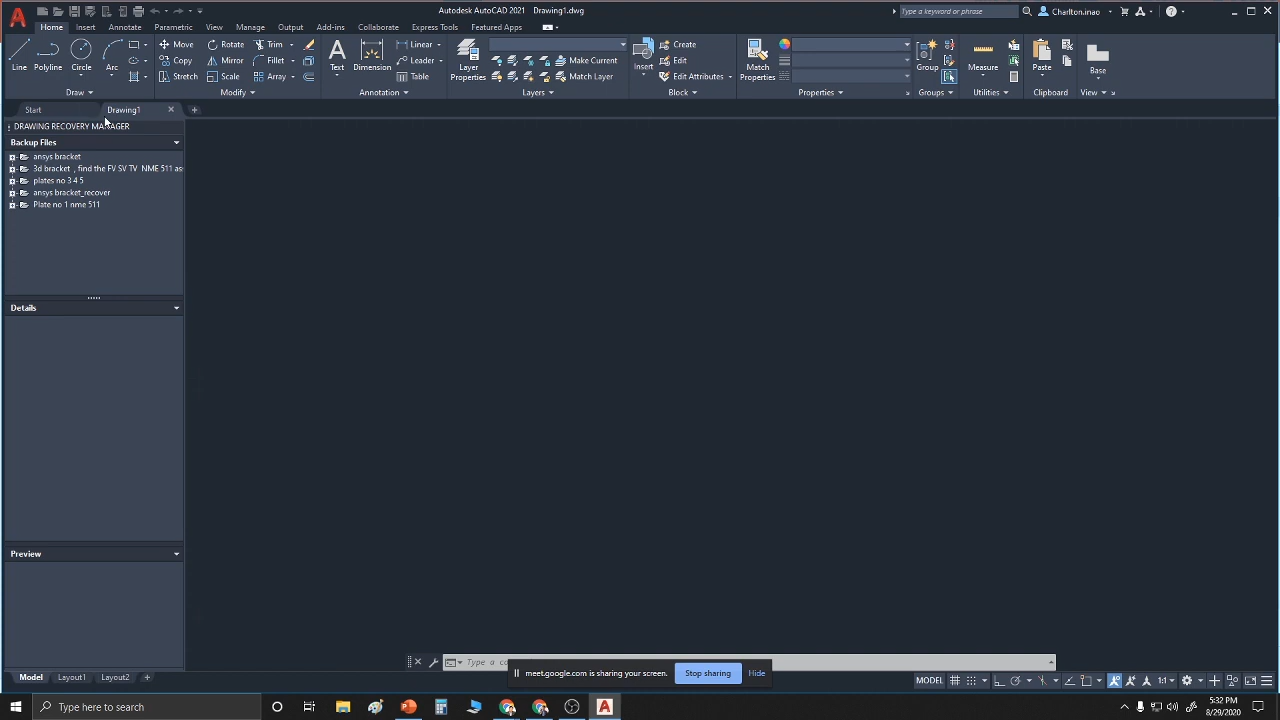 Autodesk AutoCAD 2021 Drawing1.dwg
Type a keyword or phrase
Charlton.inao
Home Insert Annotate Parametric View Manage Output Add-ins Collaborate Express Tools Featured Apps
Line Polyline Circle Arc
Move Rotate Trim
Copy Mirror Fillet
Stretch Scale Array
Text Dimension
Linear
Leader
Table
Layer Properties
Make Current
Match Layer
Insert
Create
Edit
Edit Attributes
Match Properties
Group
Measure
Paste
Base
Draw Modify Annotation Layers Block Properties Groups Utilities Clipboard View
Start Drawing1
DRAWING RECOVERY MANAGER
Backup Files
ansys bracket
3d bracket , find the FV SV TV NME 511 as
plates no 3 4 5
ansys bracket_recover
Plate no 1 nme 511
Details
Preview
Type a co
meet.google.com is sharing your screen.
Stop sharing
Hide
Model Layout1 Layout2
MODEL
1:1
Type here to search
5:32 PM
8/29/2020